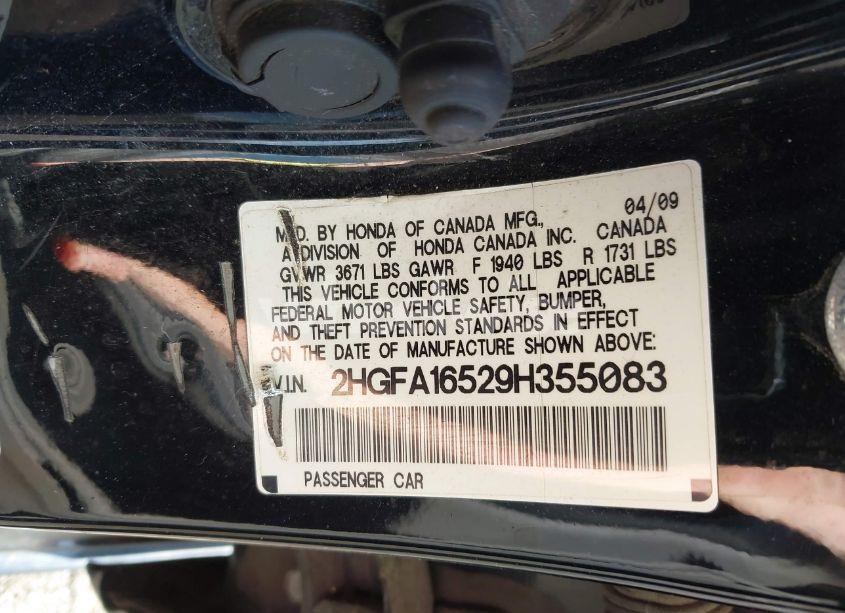 04/09
MFD. BY HONDA OF CANADA MFG.,
A DIVISION OF HONDA CANADA INC. CANADA
GVWR 3671 LBS GAWR F 1940 LBS R 1731 LBS
THIS VEHICLE CONFORMS TO ALL APPLICABLE
FEDERAL MOTOR VEHICLE SAFETY, BUMPER,
AND THEFT PREVENTION STANDARDS IN EFFECT
ON THE DATE OF MANUFACTURE SHOWN ABOVE:
V.I.N. 2HGFA16529H355083
PASSENGER CAR